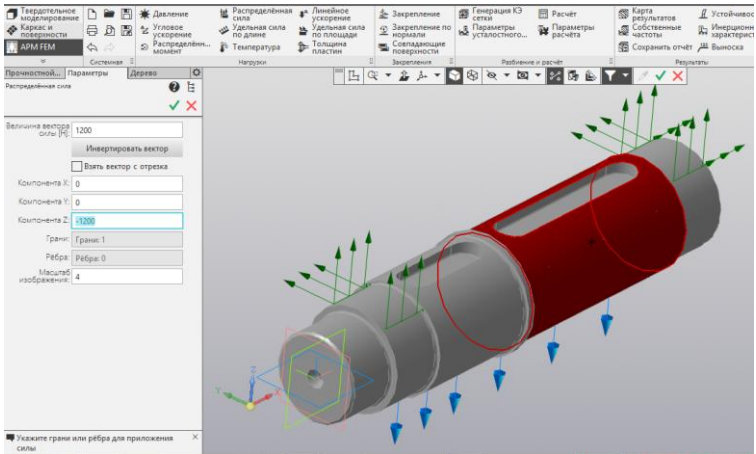 Твердотельное моделирование
Каркас и поверхности
APM FEM
Системная
Давление
Угловое ускорение
Распределённ... момент
Распределённая сила
Удельная сила по длине
Температура
Линейное ускорение
Удельная сила по площади
Толщина пластин
Нагрузки
Закрепление
Закрепление по нормали
Совпадающие поверхности
Закрепления
Генерация КЭ сетки
Параметры усталостного...
Расчёт
Параметры расчёта
Разбиение и расчёт
Карта результатов
Собственные частоты
Сохранить отчёт
Устойчивос
Инерционн характерист
Выноска
Результаты
Прочностной...
Параметры
Дерево
Распределённая сила
Величина вектора силы [Н]: 1200
Инвертировать вектор
Взять вектор с отрезка
Компонента X: 0
Компонента Y: 0
Компонента Z: -1200
Грани: Грани: 1
Рёбра: Рёбра: 0
Масштаб изображения: 4
Z
Y
X
Укажите грани или рёбра для приложения силы